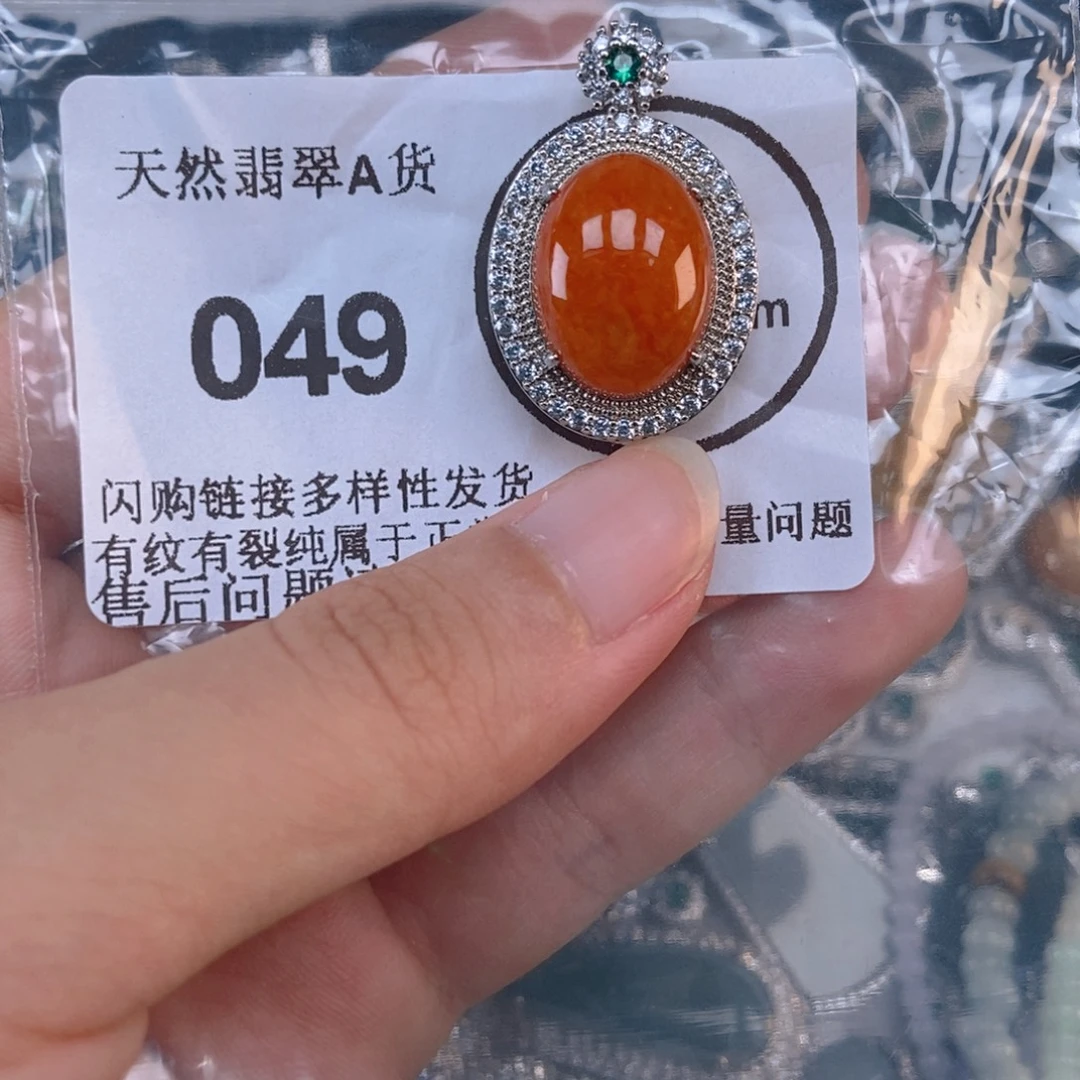 天然翡翠A货
049
m
闪购链接多样性发货
有纹有裂纯属于正 量问题
售后问题